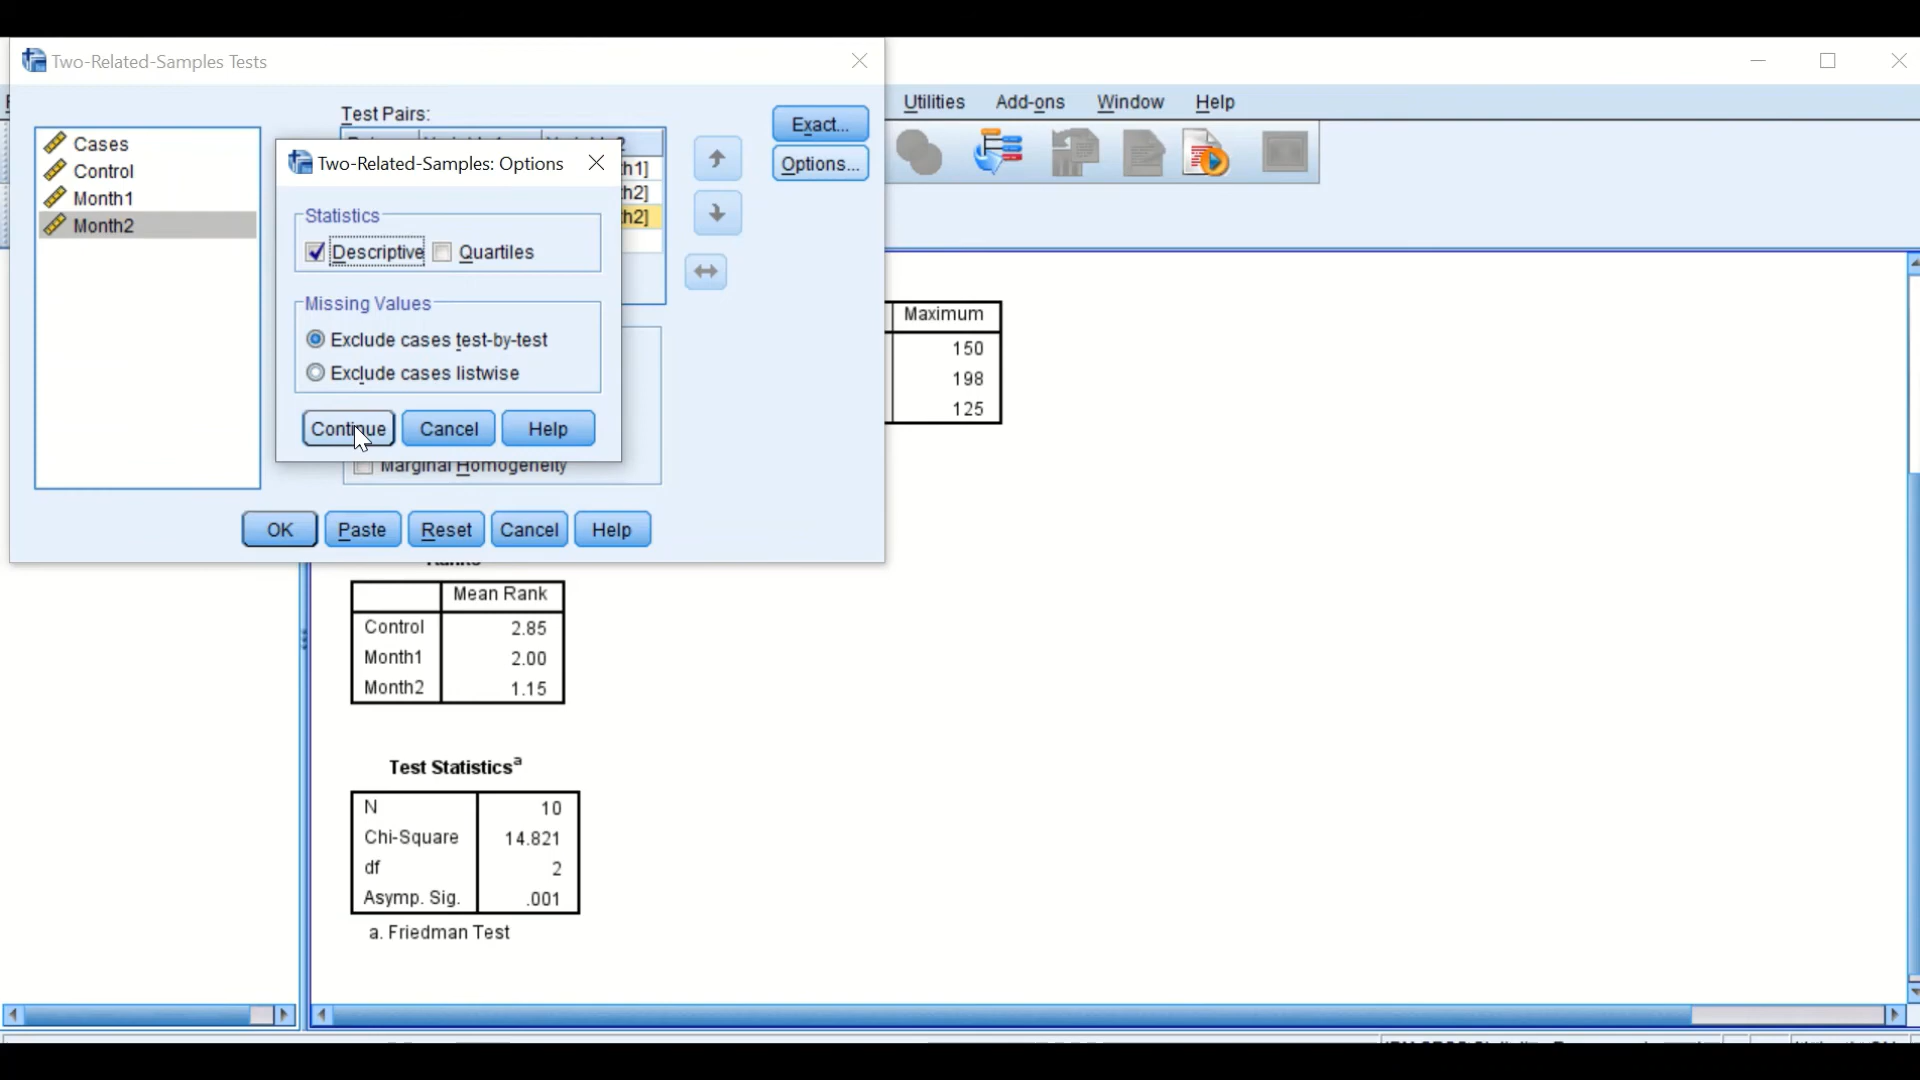 Two-Related-Samples Tests
Utilities Add-ons Window Help
Test Pairs:
Exact...
Options...
Cases
Control
Month1
Month2
Two-Related-Samples: Options
h1]
h2]
h2]
Statistics
Descriptive Quartiles
Missing Values
Exclude cases test-by-test
Exclude cases listwise
Continue Cancel Help
Marginal Homogeneity
OK Paste Reset Cancel Help
Maximum
150
198
125
Ranks
Mean Rank
Control 2.85
Month1 2.00
Month2 1.15
Test Statistics a
N 10
Chi-Square 14.821
df 2
Asymp. Sig. .001
a. Friedman Test